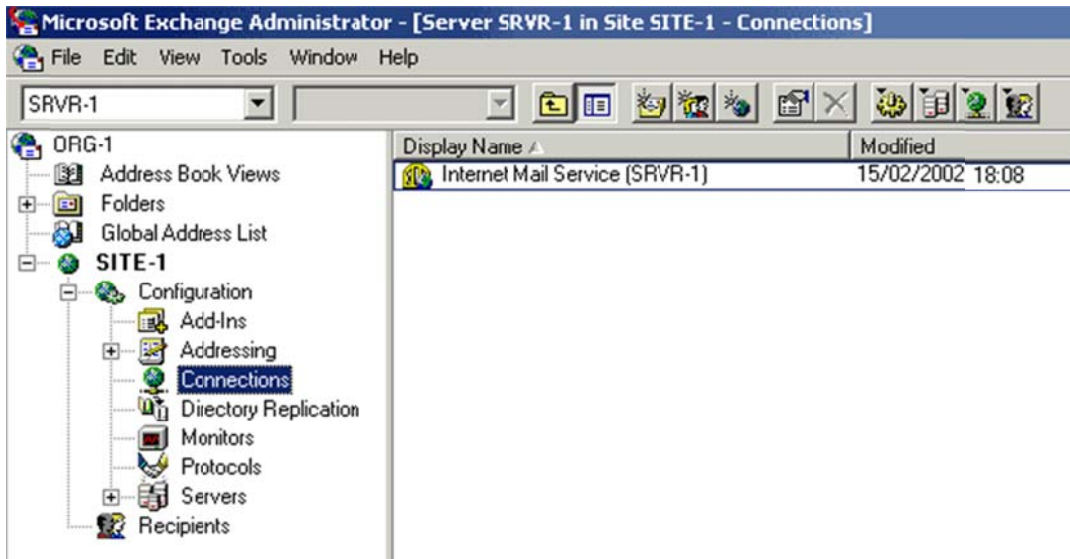 Microsoft Exchange Administrator - [Server SRVR-1 in Site SITE-1 - Connections]
File Edit View Tools Window Help
SRVR-1
ORG-1
Address Book Views
Folders
Global Address List
SITE-1
Configuration
Add-Ins
Addressing
Connections
Directory Replication
Monitors
Protocols
Servers
Recipients
Display Name Modified
Internet Mail Service (SRVR-1) 15/02/2002 18:08